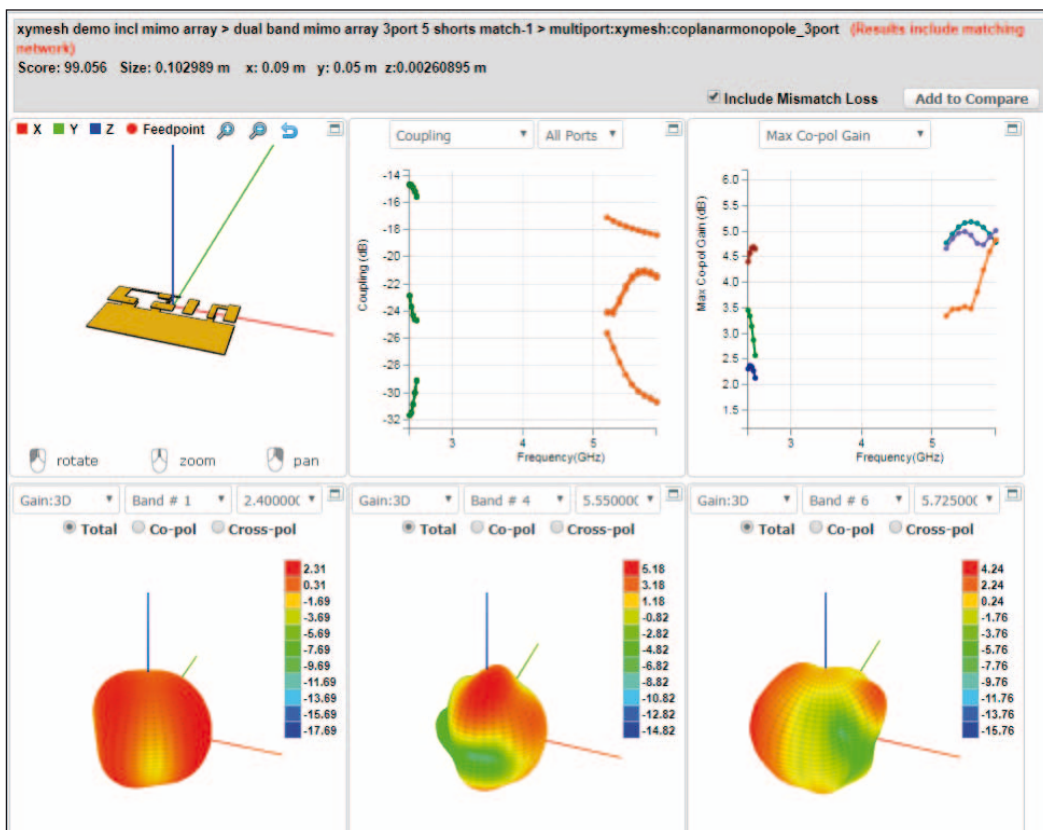 xymesh demo incl mimo array > dual band mimo array 3port 5 shorts match-1 > multiport:xymesh:coplanarmonopole_3port (Results include matching
network)
Score: 99.056 Size: 0.102989 m x: 0.09 m y: 0.05 m z:0.00260895 m
Include Mismatch Loss Add to Compare
X Y Z Feedpoint
rotate zoom pan
Coupling All Ports
Coupling (dB)
-14
-16
-18
-20
-22
-24
-26
-28
-30
-32
3 4 5
Frequency(GHz)
Max Co-pol Gain
Max Co-pol Gain (dB)
6.0
5.5
5.0
4.5
4.0
3.5
3.0
2.5
2.0
1.5
3 4 5
Frequency(GHz)
Gain:3D Band # 1 2.40000(
Total Co-pol Cross-pol
2.31
0.31
-1.69
-3.69
-5.69
-7.69
-9.69
-11.69
-13.69
-15.69
-17.69
Gain:3D Band # 4 5.55000(
Total Co-pol Cross-pol
5.18
3.18
1.18
-0.82
-2.82
-4.82
-6.82
-8.82
-10.82
-12.82
-14.82
Gain:3D Band # 6 5.72500(
Total Co-pol Cross-pol
4.24
2.24
0.24
-1.76
-3.76
-5.76
-7.76
-9.76
-11.76
-13.76
-15.76